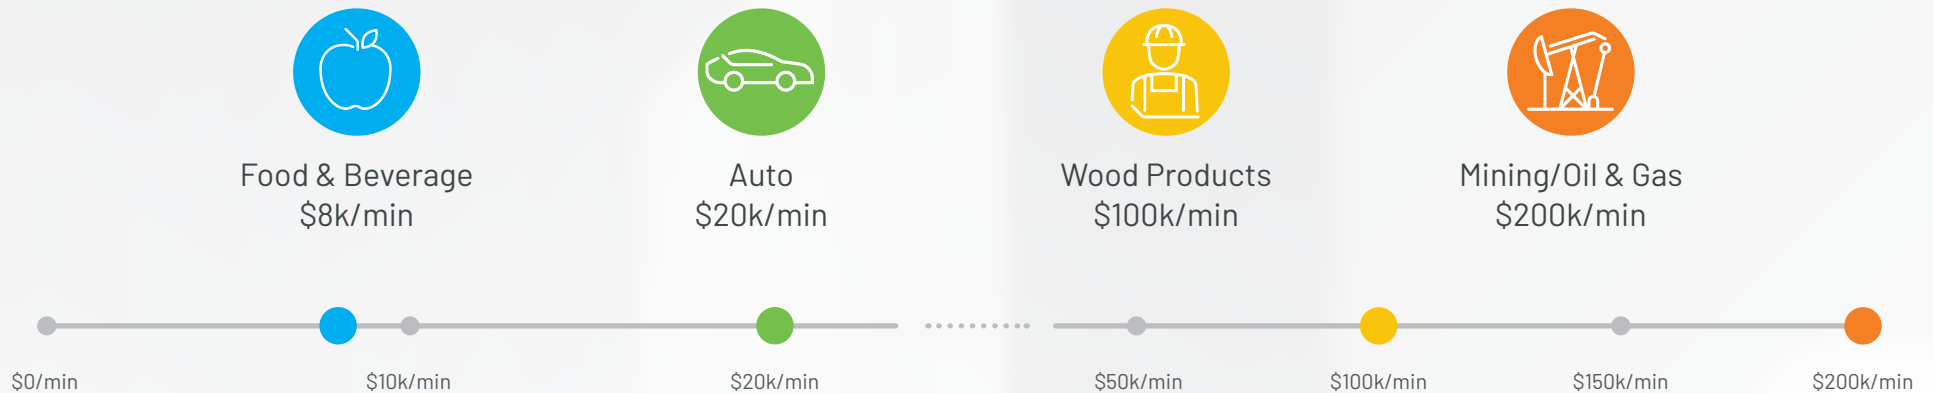 Food & Beverage
$8k/min
Auto
$20k/min
Wood Products
$100k/min
Mining/Oil & Gas
$200k/min
$0/min
$10k/min
$20k/min
$50k/min
$100k/min
$150k/min
$200k/min